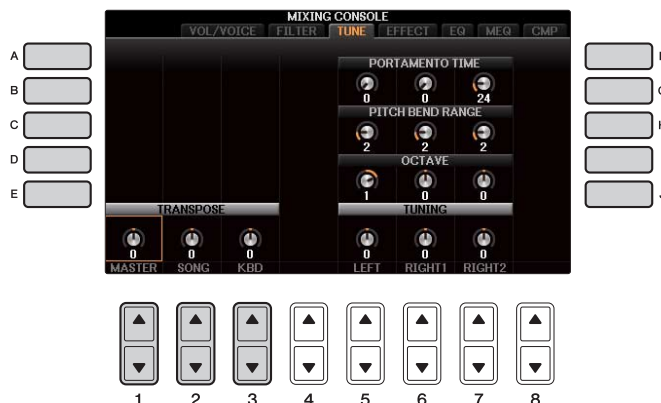 MIXING CONSOLE
VOL/VOICE FILTER TUNE EFFECT EQ MEQ CMP
A
B
C
D
E
PORTAMENTO TIME
0 0 24
PITCH BEND RANGE
2 2 2
OCTAVE
1 0 0
TRANSPOSE TUNING
0 0 0 0 0 0
MASTER SONG KBD LEFT RIGHT1 RIGHT2
1 2 3 4 5 6 7 8